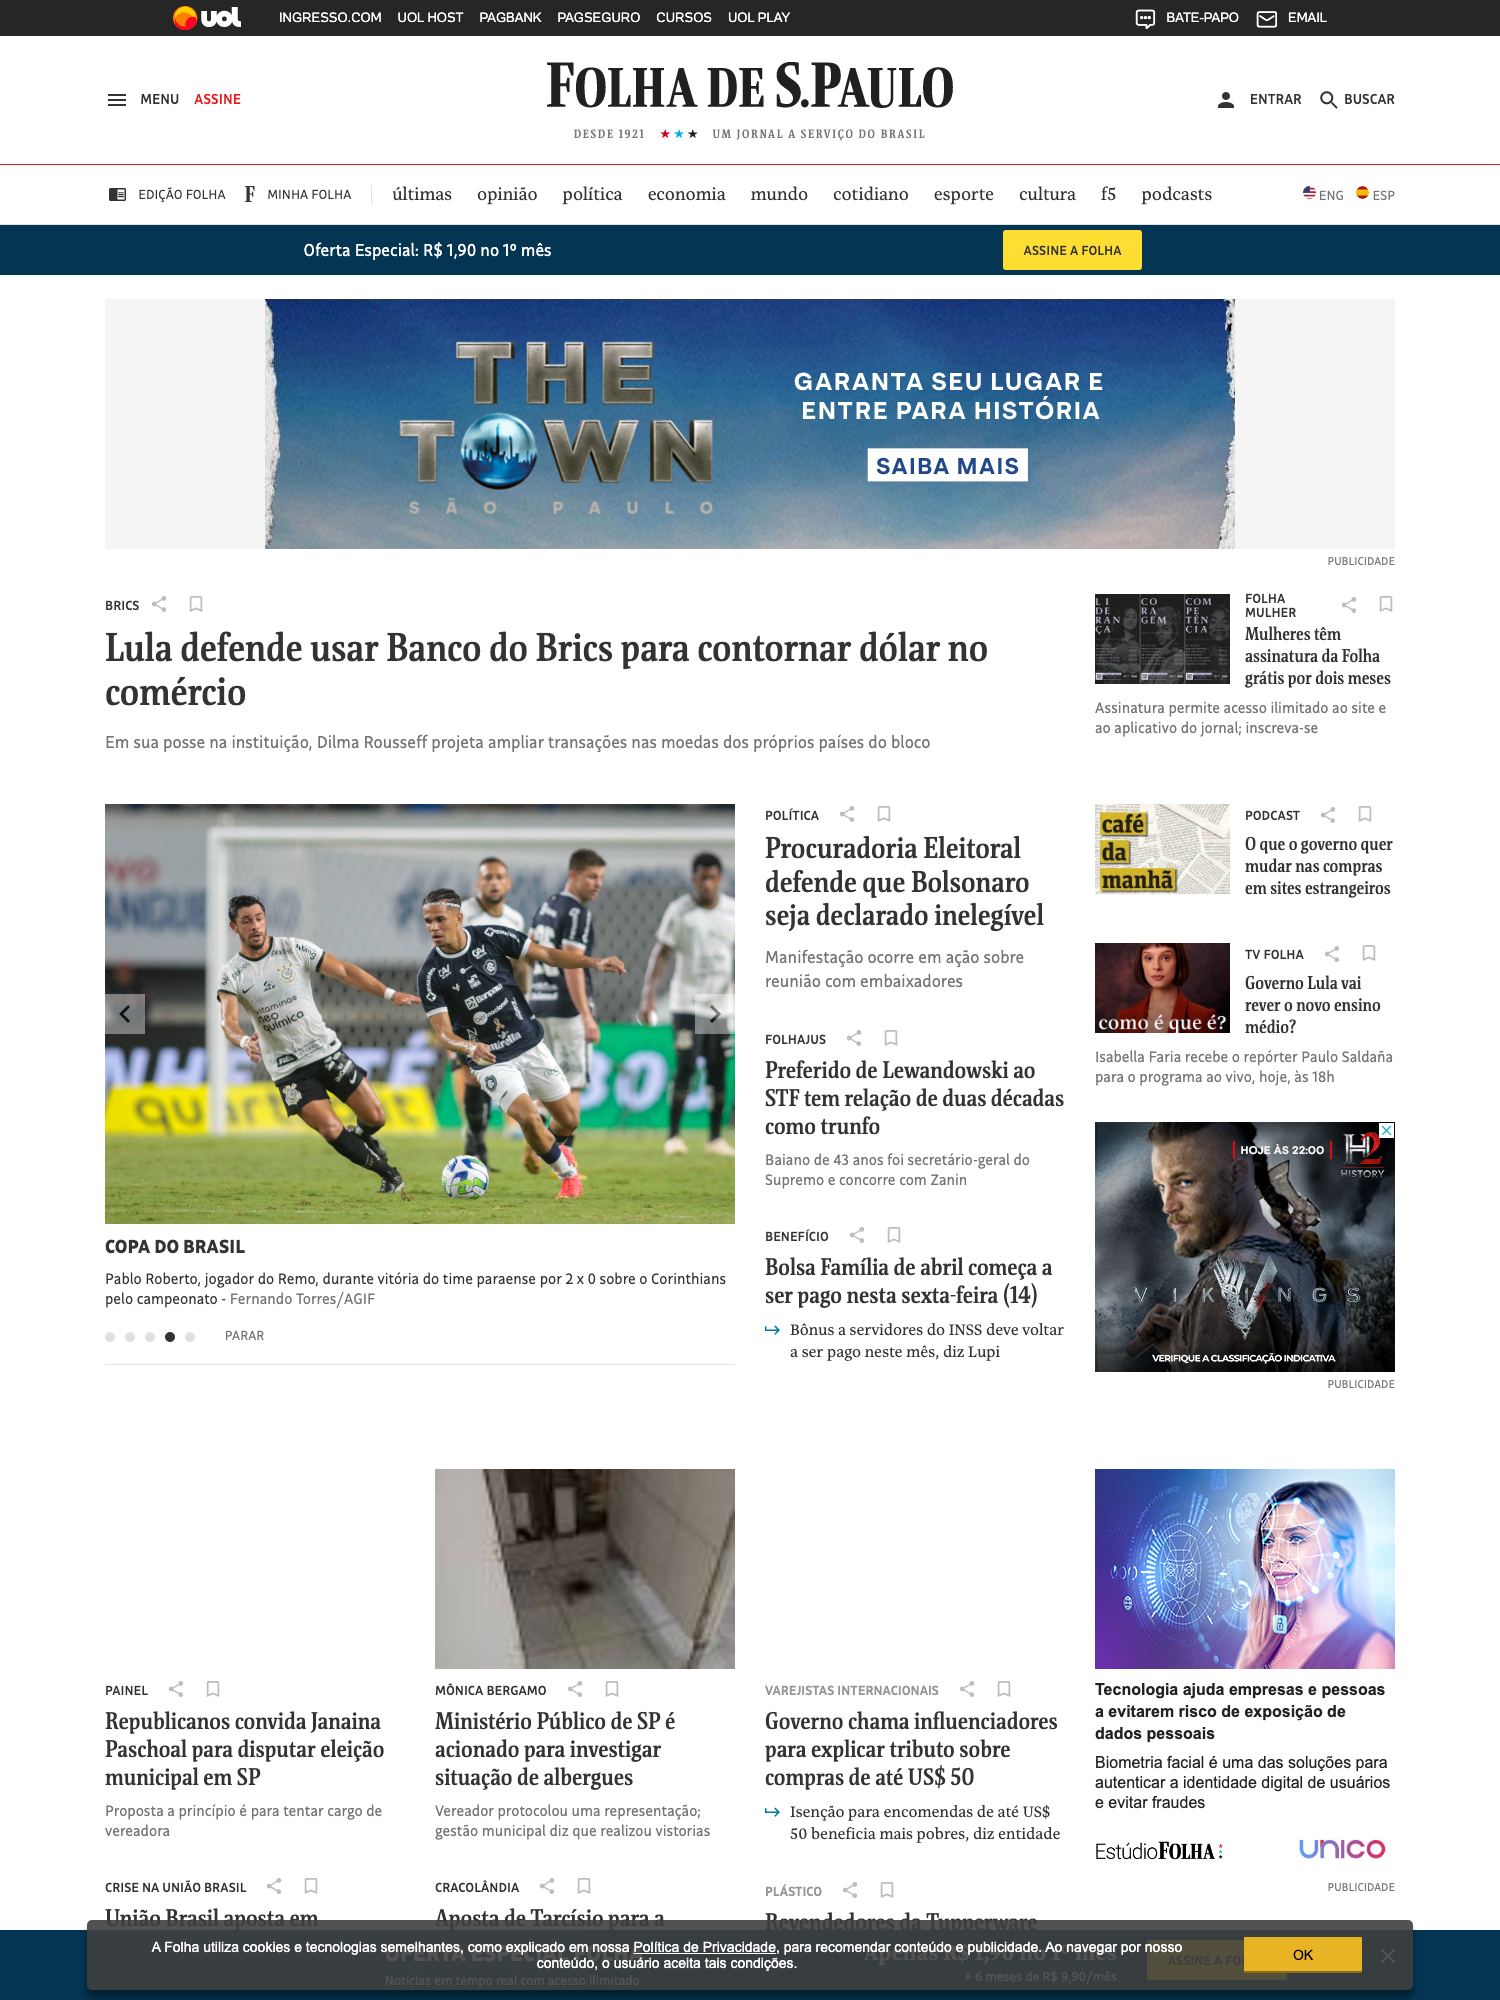 uol
INGRESSO.COM UOL HOST PAGBANK PAGSEGURO CURSOS UOL PLAY
BATE-PAPO EMAIL
MENU ASSINE
FOLHA DE S.PAULO
DESDE 1921 ★★★ UM JORNAL A SERVIÇO DO BRASIL
ENTRAR BUSCAR
EDIÇÃO FOLHA F MINHA FOLHA
últimas opinião política economia mundo cotidiano esporte cultura f5 podcasts
ENG ESP
Oferta Especial: R$ 1,90 no 1º mês
ASSINE A FOLHA
THE
TOWN
SÃO PAULO
GARANTA SEU LUGAR E
ENTRE PARA HISTÓRIA
SAIBA MAIS
PUBLICIDADE
BRICS
Lula defende usar Banco do Brics para contornar dólar no
comércio
Em sua posse na instituição, Dilma Rousseff projeta ampliar transações nas moedas dos próprios países do bloco
LI
DE
RAN
ÇA
CO
RA
GEM
COM
PE
TÊN
CIA
FOLHA
MULHER
Mulheres têm
assinatura da Folha
grátis por dois meses
Assinatura permite acesso ilimitado ao site e
ao aplicativo do jornal; inscreva-se
COPA DO BRASIL
Pablo Roberto, jogador do Remo, durante vitória do time paraense por 2 x 0 sobre o Corinthians
pelo campeonato - Fernando Torres/AGIF
PARAR
POLÍTICA
Procuradoria Eleitoral
defende que Bolsonaro
seja declarado inelegível
Manifestação ocorre em ação sobre
reunião com embaixadores
FOLHAJUS
Preferido de Lewandowski ao
STF tem relação de duas décadas
como trunfo
Baiano de 43 anos foi secretário-geral do
Supremo e concorre com Zanin
BENEFÍCIO
Bolsa Família de abril começa a
ser pago nesta sexta-feira (14)
Bônus a servidores do INSS deve voltar
a ser pago neste mês, diz Lupi
café
da
manhã
PODCAST
O que o governo quer
mudar nas compras
em sites estrangeiros
como é que é?
TV FOLHA
Governo Lula vai
rever o novo ensino
médio?
Isabella Faria recebe o repórter Paulo Saldaña
para o programa ao vivo, hoje, às 18h
HOJE ÀS 22:00
H2
HISTORY
VIKINGS
VERIFIQUE A CLASSIFICAÇÃO INDICATIVA
PUBLICIDADE
PAINEL
Republicanos convida Janaina
Paschoal para disputar eleição
municipal em SP
Proposta a princípio é para tentar cargo de
vereadora
MÔNICA BERGAMO
Ministério Público de SP é
acionado para investigar
situação de albergues
Vereador protocolou uma representação;
gestão municipal diz que realizou vistorias
VAREJISTAS INTERNACIONAIS
Governo chama influenciadores
para explicar tributo sobre
compras de até US$ 50
Isenção para encomendas de até US$
50 beneficia mais pobres, diz entidade
Tecnologia ajuda empresas e pessoas
a evitarem risco de exposição de
dados pessoais
Biometria facial é uma das soluções para
autenticar a identidade digital de usuários
e evitar fraudes
EstúdioFOLHA
unico
PUBLICIDADE
CRISE NA UNIÃO BRASIL
União Brasil aposta em
CRACOLÂNDIA
Aposta de Tarcísio para a
PLÁSTICO
Revendedores da Tupperware
A Folha utiliza cookies e tecnologias semelhantes, como explicado em nossa Política de Privacidade, para recomendar conteúdo e publicidade. Ao navegar por nosso
conteúdo, o usuário aceita tais condições.
OK
Notícias em tempo real com acesso ilimitado
Apenas R$ 1,90 no 1º mês
+ 6 meses de R$ 9,90/mês
ASSINE A FO